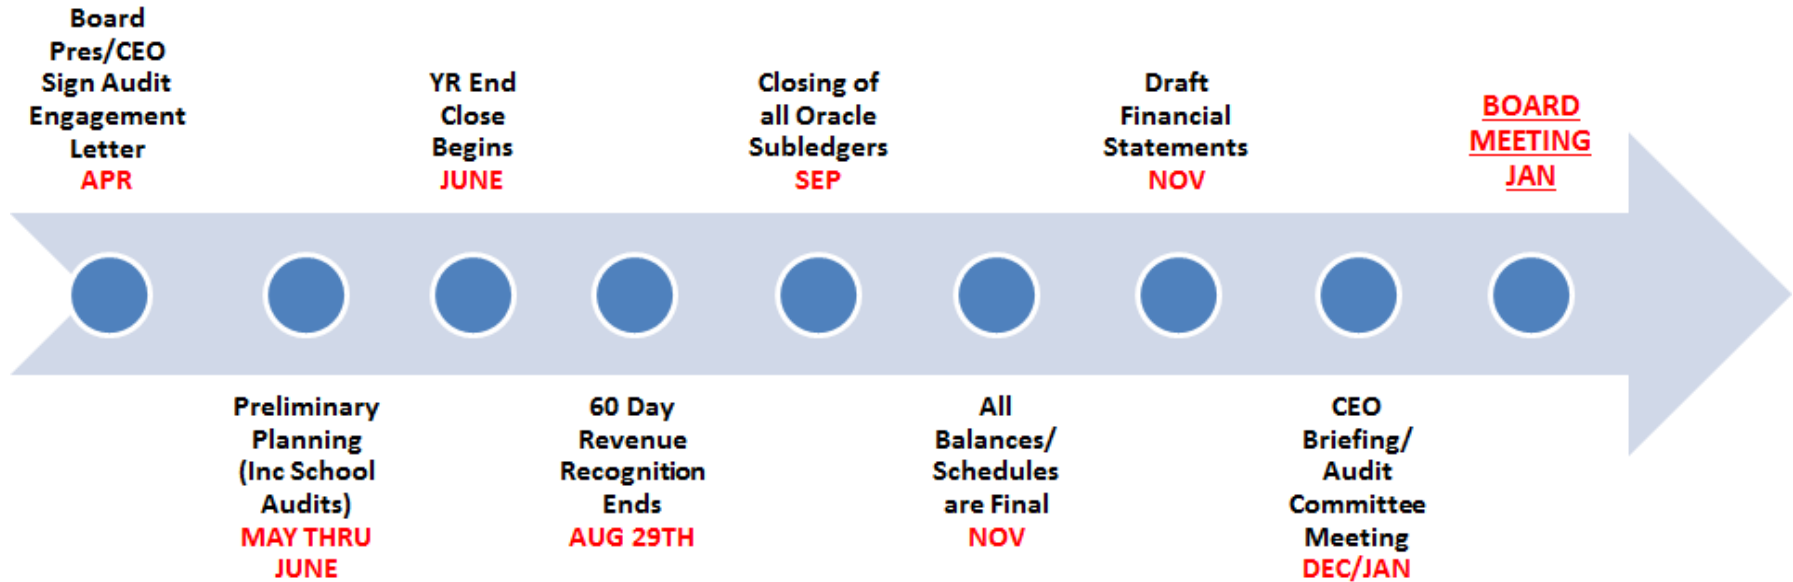 Board
Pres/CEO
Sign Audit
Engagement
Letter
APR
YR End
Close
Begins
JUNE
Closing of
all Oracle
Subledgers
SEP
Draft
Financial
Statements
NOV
BOARD
MEETING
JAN
Preliminary
Planning
(Inc School
Audits)
MAY THRU
JUNE
60 Day
Revenue
Recognition
Ends
AUG 29TH
All
Balances/
Schedules
are Final
NOV
CEO
Briefing/
Audit
Committee
Meeting
DEC/JAN